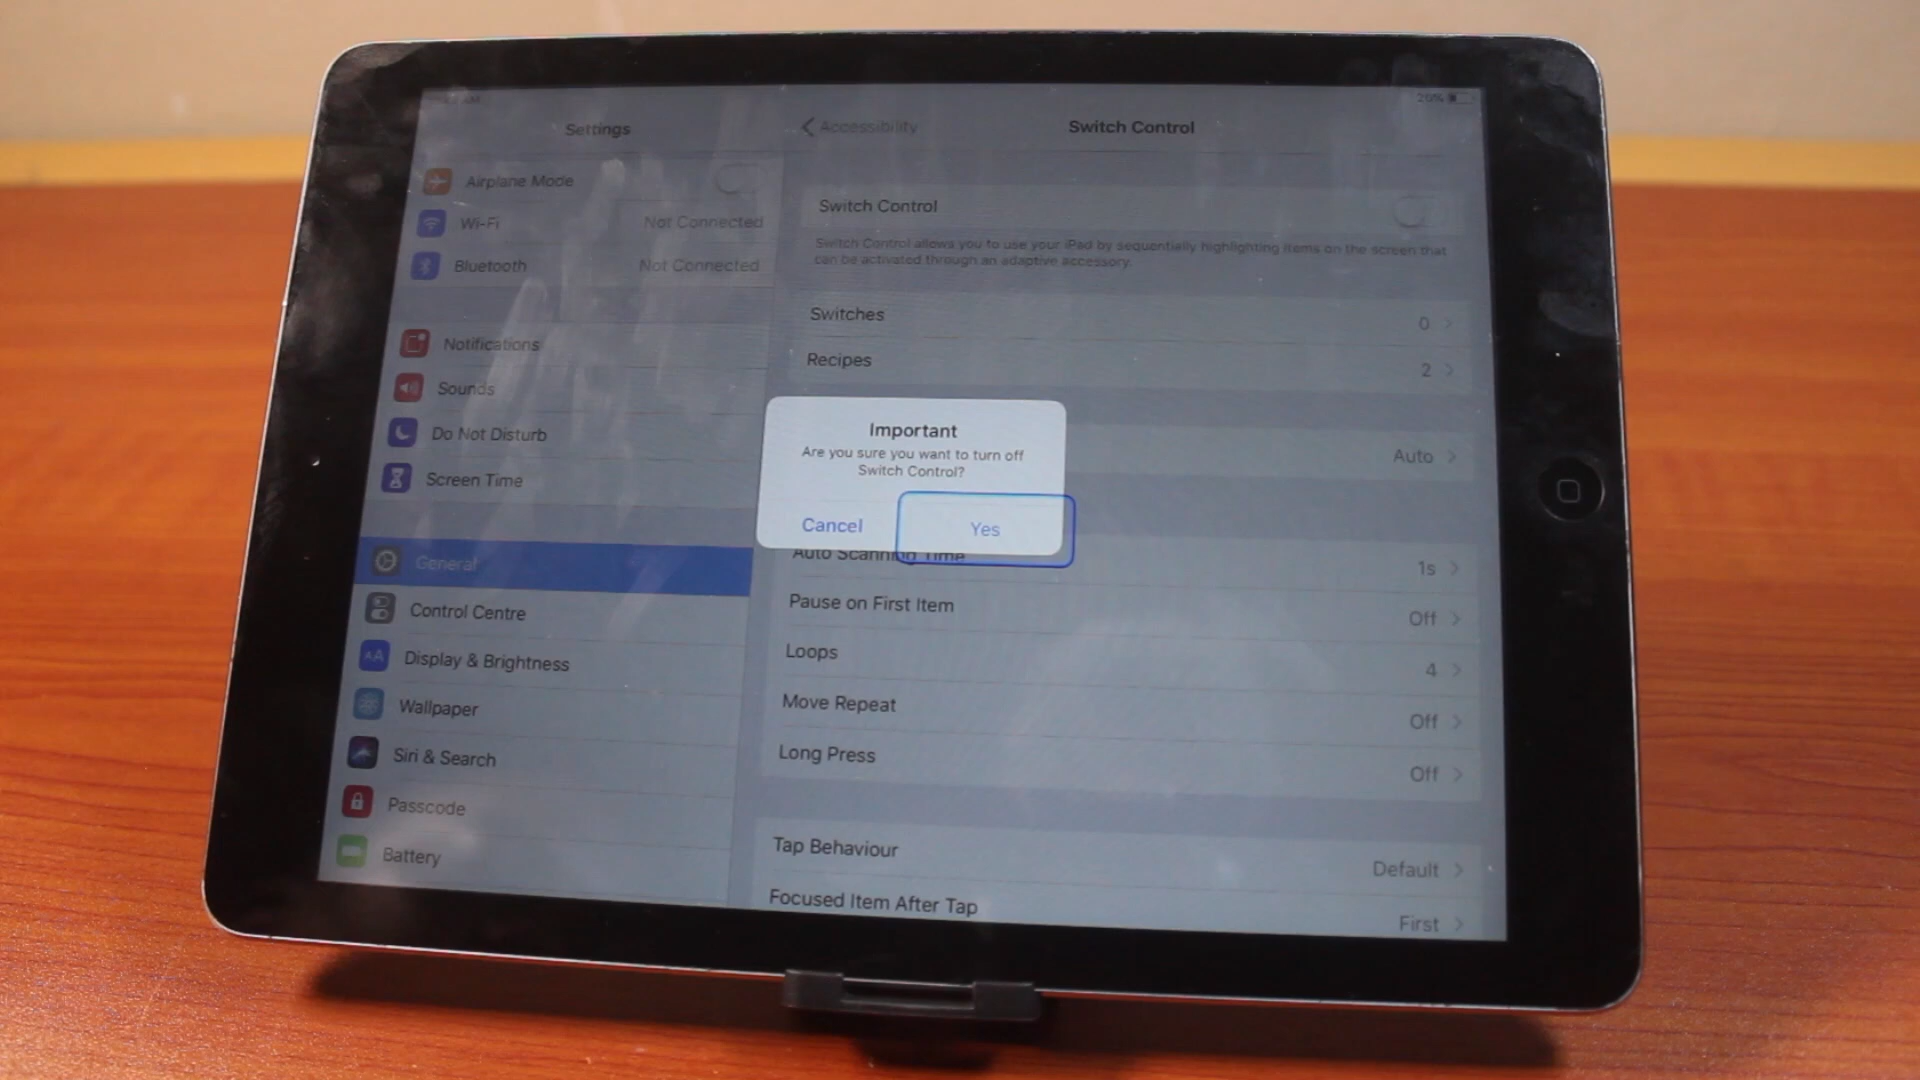 20%
Settings
Accessibility
Switch Control
Airplane Mode
Wi-Fi
Not Connected
Bluetooth
Not Connected
Notifications
Sounds
Do Not Disturb
Screen Time
General
Control Centre
AA
Display & Brightness
Wallpaper
Siri & Search
Passcode
Battery
Switch Control
Switch Control allows you to use your iPad by sequentially highlighting items on the screen that
can be activated through an adaptive accessory.
Switches
0
Recipes
2
Auto
Important
Are you sure you want to turn off
Switch Control?
Cancel
Yes
Auto Scanning Time
1s
Pause on First Item
Off
Loops
4
Move Repeat
Off
Long Press
Off
Tap Behaviour
Default
Focused Item After Tap
First